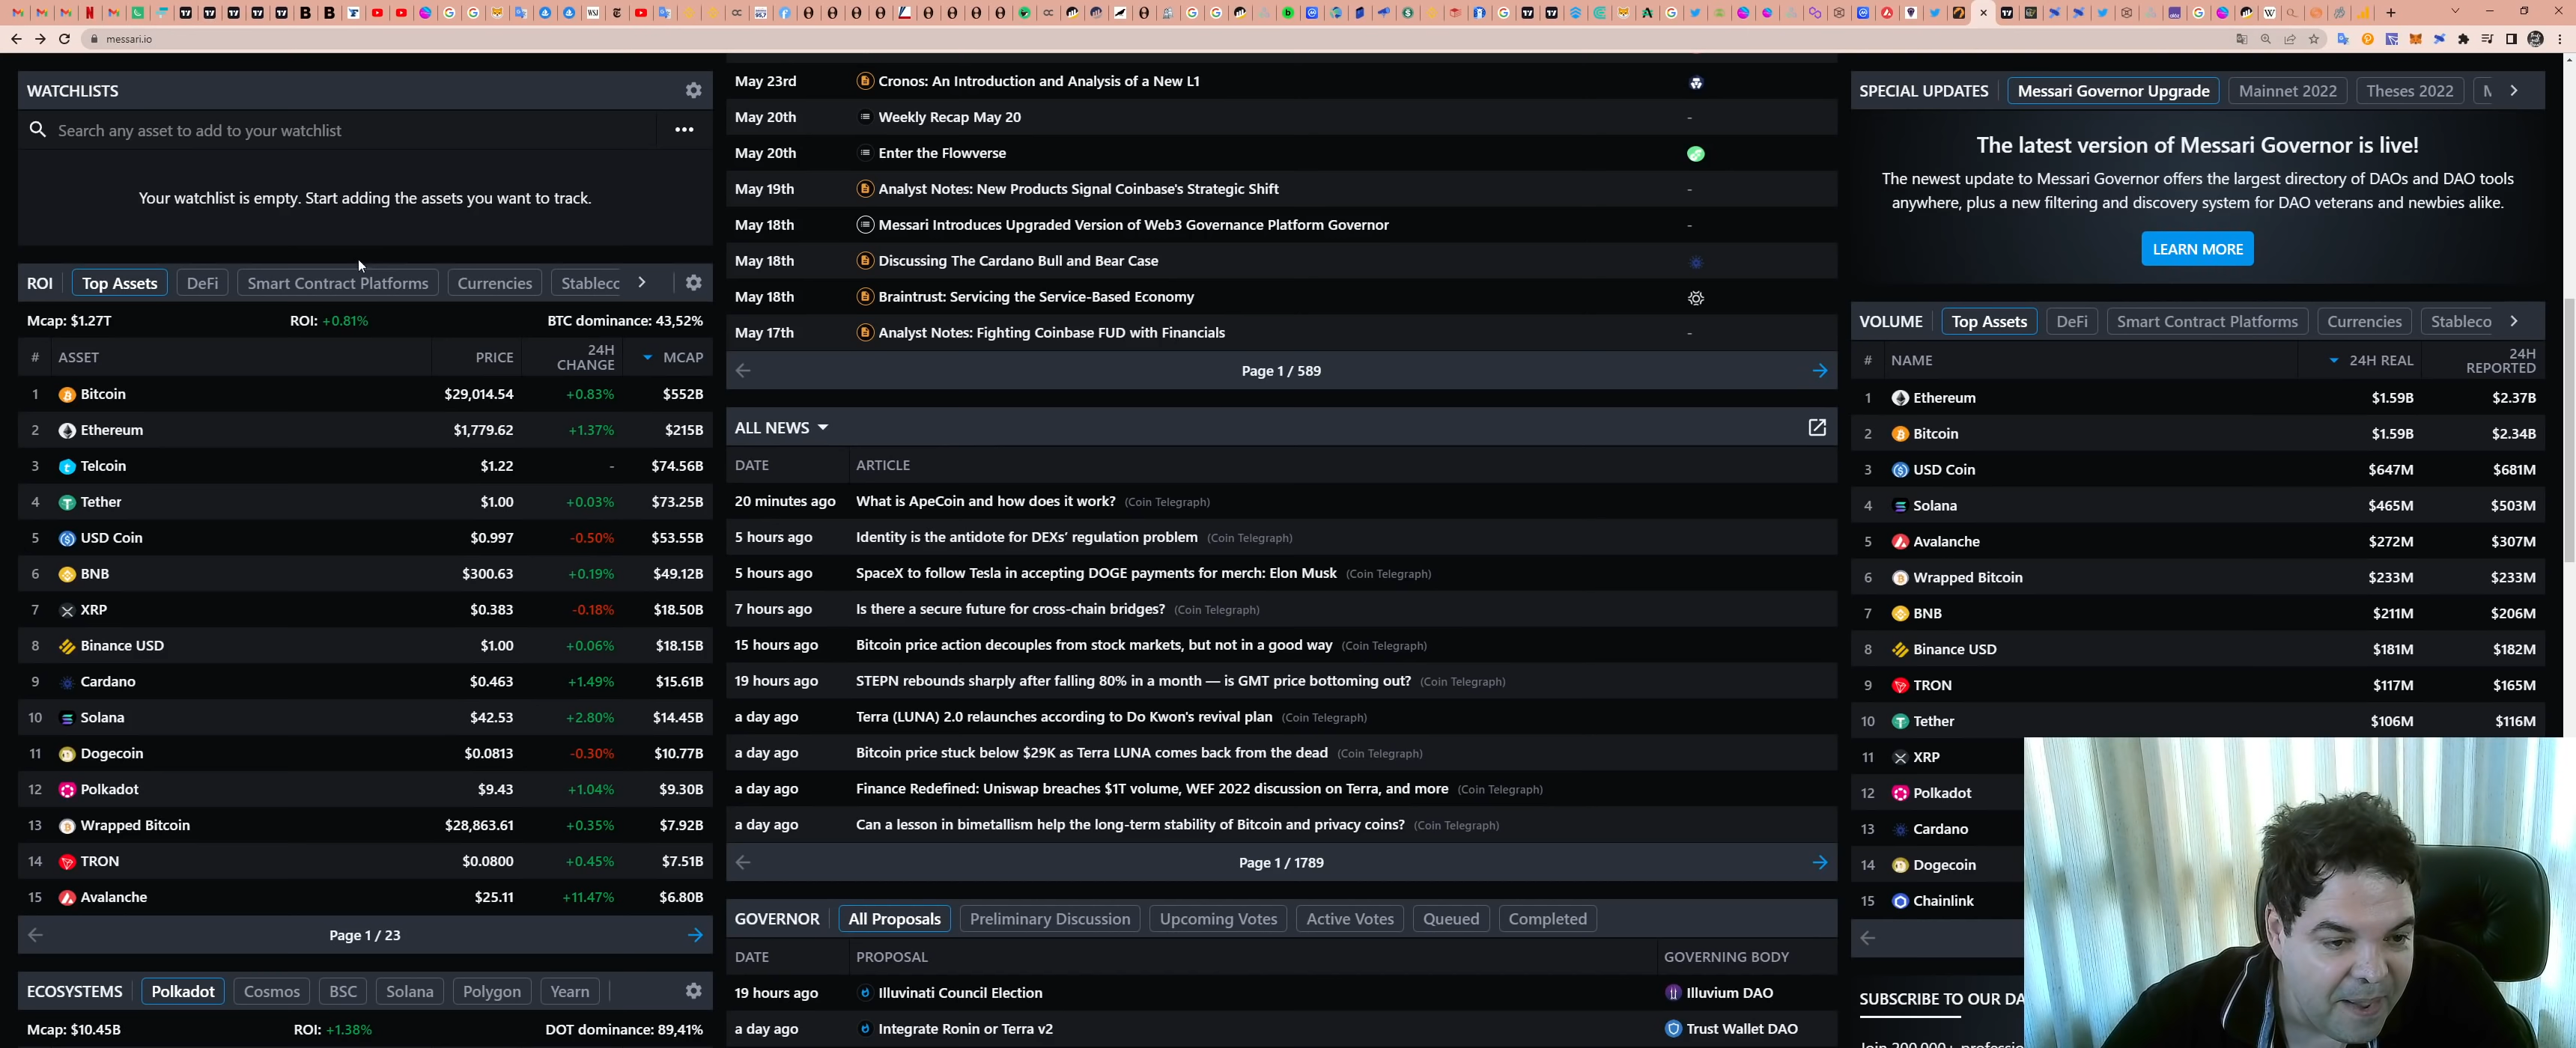 messari.io
WATCHLISTS
Search any asset to add to your watchlist
Your watchlist is empty. Start adding the assets you want to track.
ROI Top Assets DeFi Smart Contract Platforms Currencies Stablecc
Mcap: $1.27T ROI: +0.81% BTC dominance: 43,52%
# ASSET PRICE 24H CHANGE MCAP
1 Bitcoin $29,014.54 +0.83% $552B
2 Ethereum $1,779.62 +1.37% $215B
3 Telcoin $1.22 - $74.56B
4 Tether $1.00 +0.03% $73.25B
5 USD Coin $0.997 -0.50% $53.55B
6 BNB $300.63 +0.19% $49.12B
7 XRP $0.383 -0.18% $18.50B
8 Binance USD $1.00 +0.06% $18.15B
9 Cardano $0.463 +1.49% $15.61B
10 Solana $42.53 +2.80% $14.45B
11 Dogecoin $0.0813 -0.30% $10.77B
12 Polkadot $9.43 +1.04% $9.30B
13 Wrapped Bitcoin $28,863.61 +0.35% $7.92B
14 TRON $0.0800 +0.45% $7.51B
15 Avalanche $25.11 +11.47% $6.80B
Page 1 / 23
ECOSYSTEMS Polkadot Cosmos BSC Solana Polygon Yearn
Mcap: $10.45B ROI: +1.38% DOT dominance: 89,41%
May 23rd Cronos: An Introduction and Analysis of a New L1
May 20th Weekly Recap May 20 -
May 20th Enter the Flowverse
May 19th Analyst Notes: New Products Signal Coinbase's Strategic Shift -
May 18th Messari Introduces Upgraded Version of Web3 Governance Platform Governor -
May 18th Discussing The Cardano Bull and Bear Case
May 18th Braintrust: Servicing the Service-Based Economy
May 17th Analyst Notes: Fighting Coinbase FUD with Financials -
Page 1 / 589
ALL NEWS
DATE ARTICLE
20 minutes ago What is ApeCoin and how does it work? (Coin Telegraph)
5 hours ago Identity is the antidote for DEXs' regulation problem (Coin Telegraph)
5 hours ago SpaceX to follow Tesla in accepting DOGE payments for merch: Elon Musk (Coin Telegraph)
7 hours ago Is there a secure future for cross-chain bridges? (Coin Telegraph)
15 hours ago Bitcoin price action decouples from stock markets, but not in a good way (Coin Telegraph)
19 hours ago STEPN rebounds sharply after falling 80% in a month — is GMT price bottoming out? (Coin Telegraph)
a day ago Terra (LUNA) 2.0 relaunches according to Do Kwon's revival plan (Coin Telegraph)
a day ago Bitcoin price stuck below $29K as Terra LUNA comes back from the dead (Coin Telegraph)
a day ago Finance Redefined: Uniswap breaches $1T volume, WEF 2022 discussion on Terra, and more (Coin Telegraph)
a day ago Can a lesson in bimetallism help the long-term stability of Bitcoin and privacy coins? (Coin Telegraph)
Page 1 / 1789
GOVERNOR All Proposals Preliminary Discussion Upcoming Votes Active Votes Queued Completed
DATE PROPOSAL GOVERNING BODY
19 hours ago Illuvinati Council Election Illuvium DAO
a day ago Integrate Ronin or Terra v2 Trust Wallet DAO
SPECIAL UPDATES Messari Governor Upgrade Mainnet 2022 Theses 2022
The latest version of Messari Governor is live!
The newest update to Messari Governor offers the largest directory of DAOs and DAO tools
anywhere, plus a new filtering and discovery system for DAO veterans and newbies alike.
LEARN MORE
VOLUME Top Assets DeFi Smart Contract Platforms Currencies Stableco
# NAME 24H REAL 24H REPORTED
1 Ethereum $1.59B $2.37B
2 Bitcoin $1.59B $2.34B
3 USD Coin $647M $681M
4 Solana $465M $503M
5 Avalanche $272M $307M
6 Wrapped Bitcoin $233M $233M
7 BNB $211M $206M
8 Binance USD $181M $182M
9 TRON $117M $165M
10 Tether $106M $116M
11 XRP
12 Polkadot
13 Cardano
14 Dogecoin
15 Chainlink
SUBSCRIBE TO OUR DA